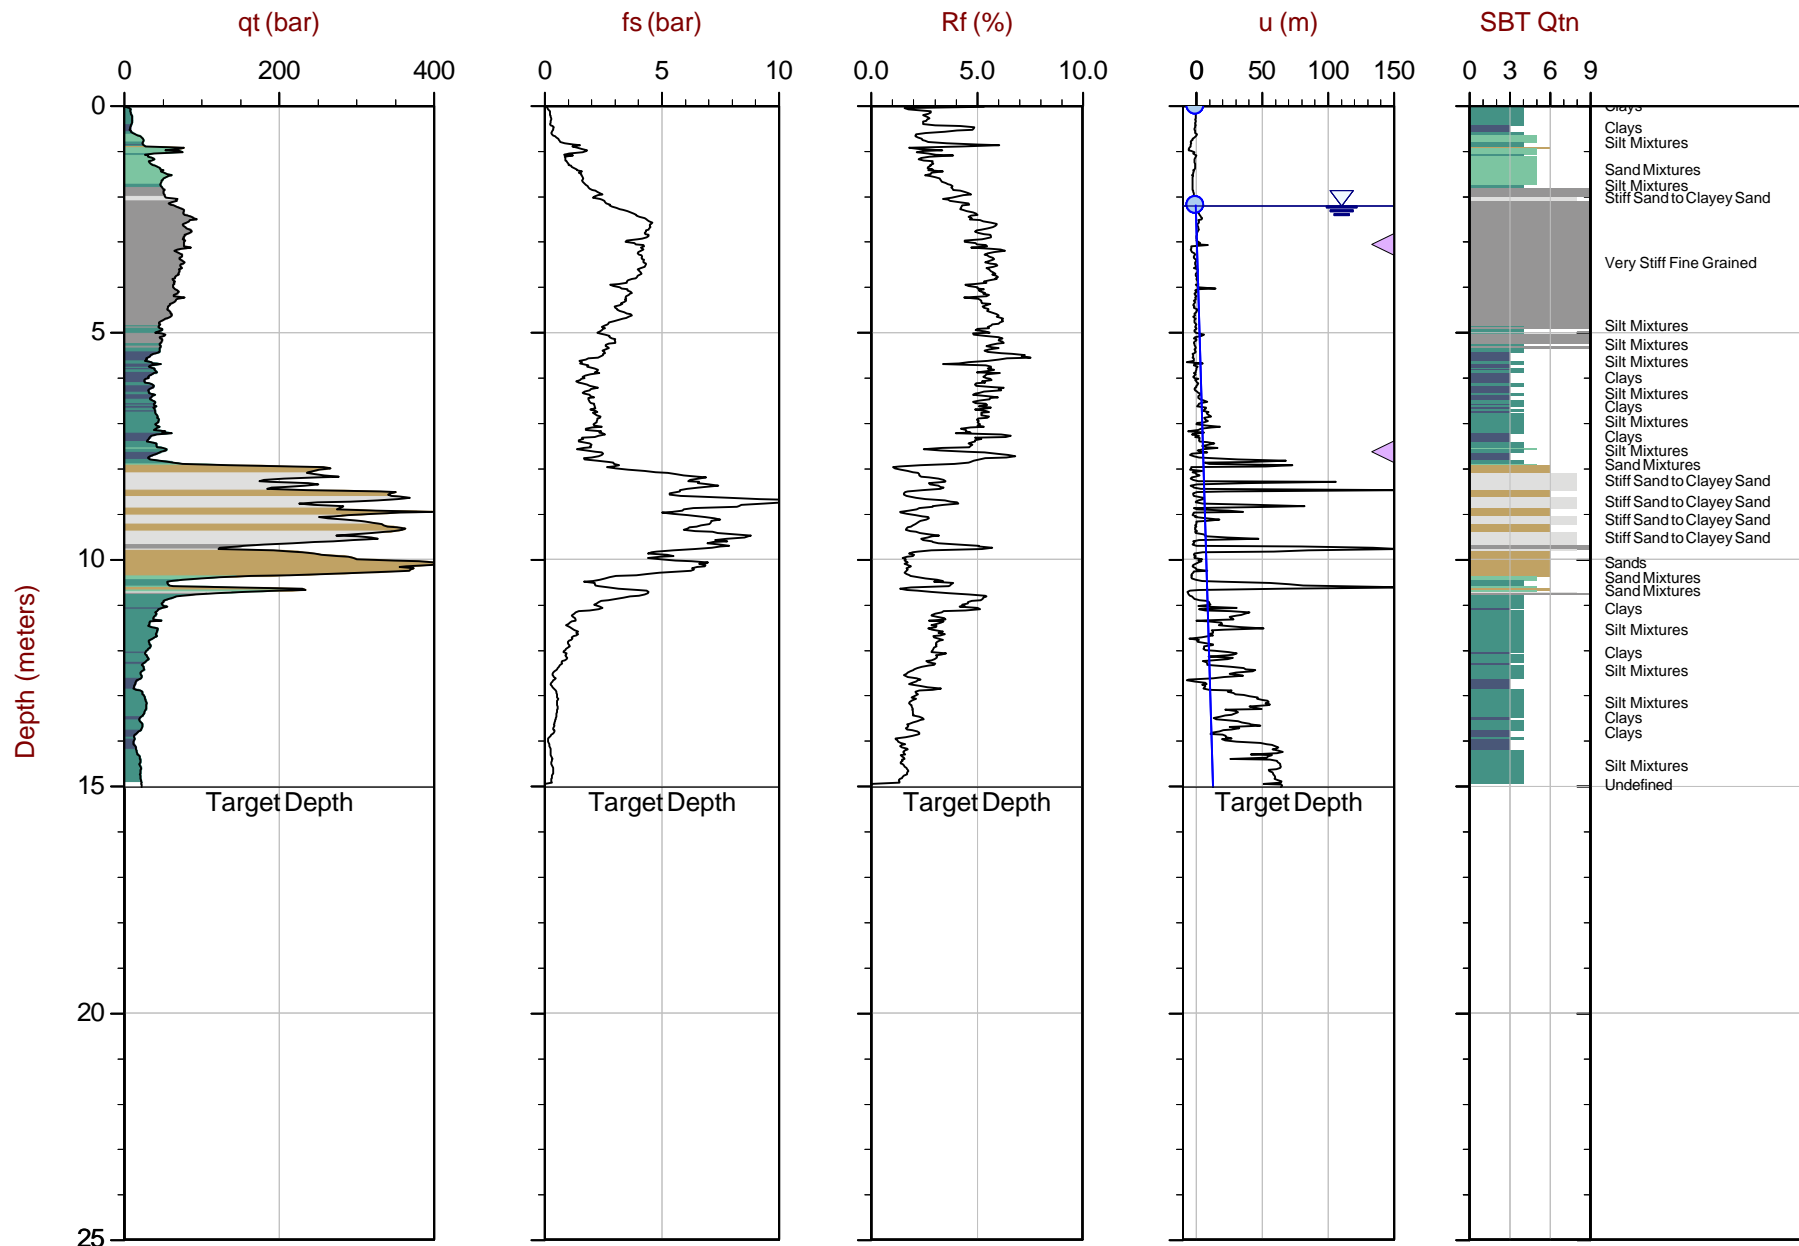 qt (bar) fs (bar) Rf (%) u (m) SBT Qtn
0 200 400 0 5 10 0.0 5.0 10.0 0 50 100 150 0 3 6 9
0
5
10
15
20
25
Depth (meters)
Clays
Clays
Silt Mixtures
Sand Mixtures
Silt Mixtures
Stiff Sand to Clayey Sand
Very Stiff Fine Grained
Silt Mixtures
Silt Mixtures
Silt Mixtures
Clays
Silt Mixtures
Clays
Silt Mixtures
Clays
Silt Mixtures
Sand Mixtures
Stiff Sand to Clayey Sand
Stiff Sand to Clayey Sand
Stiff Sand to Clayey Sand
Stiff Sand to Clayey Sand
Sands
Sand Mixtures
Sand Mixtures
Clays
Silt Mixtures
Clays
Silt Mixtures
Silt Mixtures
Clays
Clays
Silt Mixtures
Undefined
Target Depth Target Depth Target Depth Target Depth